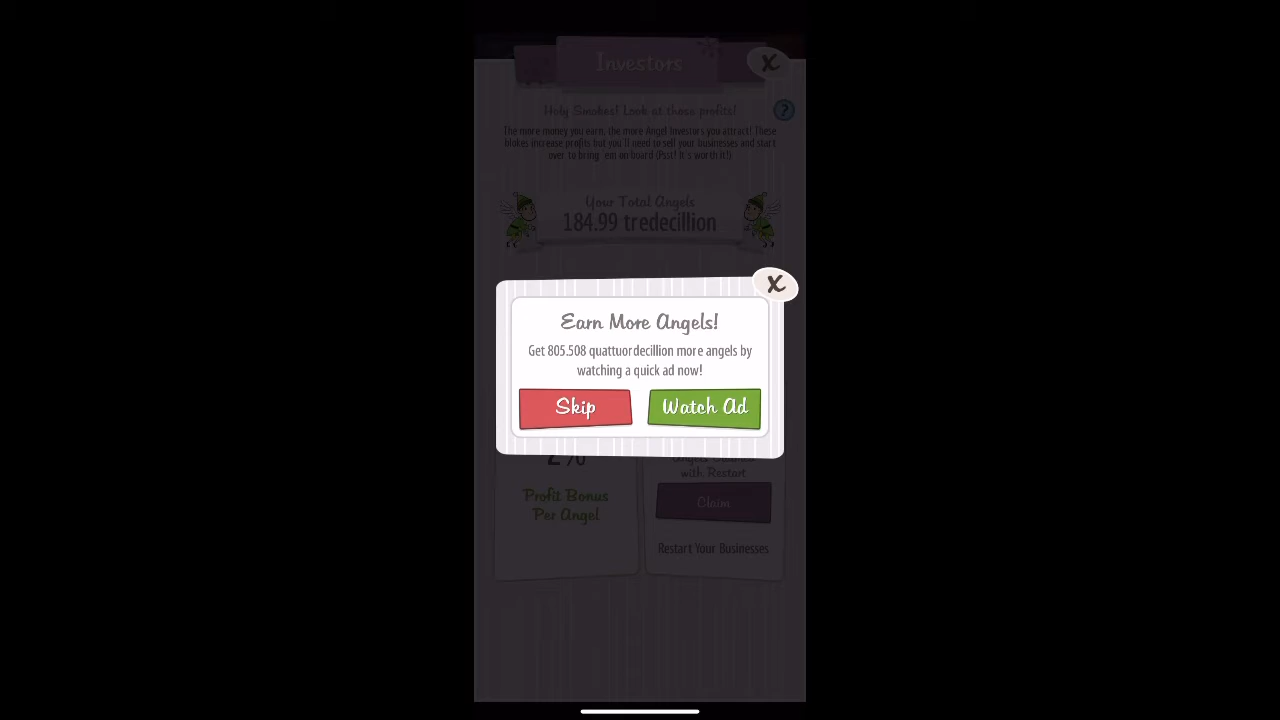 Investors
X
Holy Smokes! Look at those profits!
?
The more money you earn, the more Angel Investors you attract! These
blokes increase profits but you'll need to sell your businesses and start
over to bring 'em on board (Psst! It's worth it!)
Your Total Angels
184.99 tredecillion
X
Earn More Angels!
Get 805.508 quattuordecillion more angels by
watching a quick ad now!
Skip
Watch Ad
2%
Profit Bonus
Per Angel
with Restart
Claim
Restart Your Businesses